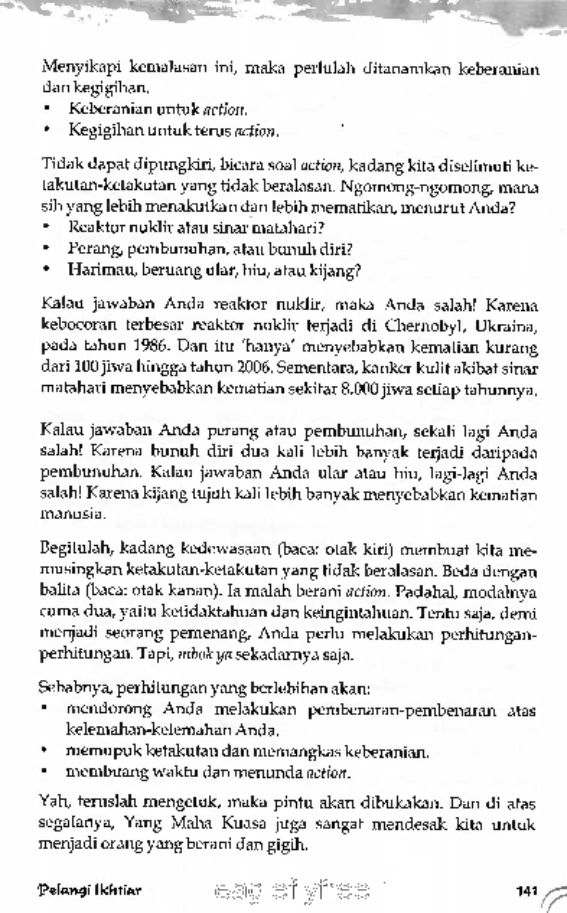 Menyikapi kemalasan ini, maka perlulah ditanamkan keberanian
dan kegigihan.
• Keberanian untuk action.
• Kegigihan untuk terus action.
Tidak dapat dipungkiri, bicara soal action, kadang kita diselimuti ke-
takutan-ketakutan yang tidak beralasan. Ngomong-ngomong, mana
sih yang lebih menakutkan dan lebih mematikan, menurut Anda?
• Reaktor nuklir atau sinar matahari?
• Perang, pembunuhan, atau bunuh diri?
• Harimau, beruang ular, hiu, atau kijang?
Kalau jawaban Anda reaktor nuklir, maka Anda salah! Karena
kebocoran terbesar reaktor nuklir terjadi di Chernobyl, Ukraina,
pada tahun 1986. Dan itu 'hanya' menyebabkan kematian kurang
dari 100 jiwa hingga tahun 2006. Sementara, kanker kulit akibat sinar
matahari menyebabkan kematian sekitar 8.000 jiwa setiap tahunnya.
Kalau jawaban Anda perang atau pembunuhan, sekali lagi Anda
salah! Karena bunuh diri dua kali lebih banyak terjadi daripada
pembunuhan. Kalau jawaban Anda ular atau hiu, lagi-lagi Anda
salah! Karena kijang tujuh kali lebih banyak menyebabkan kematian
manusia.
Begitulah, kadang kedewasaan (baca: otak kiri) membuat kita me-
musingkan ketakutan-ketakutan yang tidak beralasan. Beda dengan
balita (baca: otak kanan). Ia malah berani action. Padahal, modalnya
cuma dua, yaitu ketidaktahuan dan keingintahuan. Tentu saja, demi
menjadi seorang pemenang, Anda perlu melakukan perhitungan-
perhitungan. Tapi, mbok ya sekadarnya saja.
Sebabnya, perhitungan yang berlebihan akan:
• mendorong Anda melakukan pembenaran-pembenaran atas
kelemahan-kelemahan Anda.
• memupuk ketakutan dan memangkas keberanian.
• membuang waktu dan menunda action.
Yah, teruslah mengetuk, maka pintu akan dibukakan. Dan di atas
segalanya, Yang Maha Kuasa juga sangat mendesak kita untuk
menjadi orang yang berani dan gigih.
Pelangi Ikhtiar
141